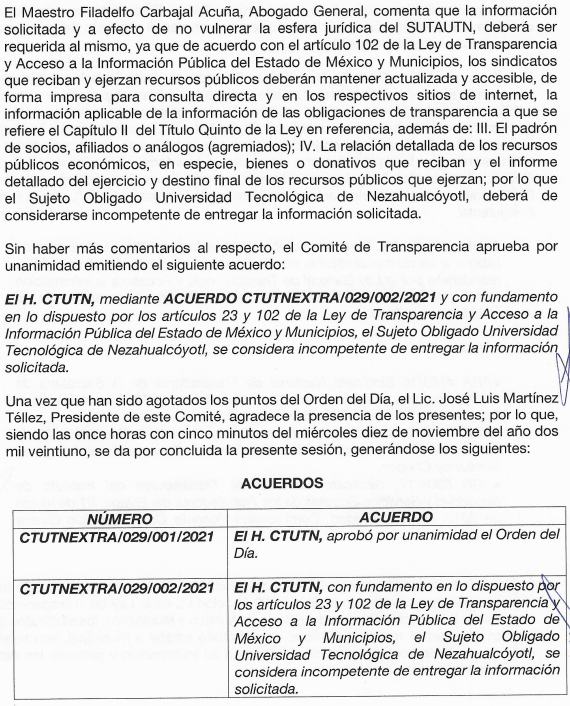 El Maestro Filadelfo Carbajal Acuña, Abogado General, comenta que la información
solicitada y a efecto de no vulnerar la esfera jurídica del SUTAUTN, deberá ser
requerida al mismo, ya que de acuerdo con el artículo 102 de la Ley de Transparencia
y Acceso a la Información Pública del Estado de México y Municipios, los sindicatos
que reciban y ejerzan recursos públicos deberán mantener actualizada y accesible, de
forma impresa para consulta directa y en los respectivos sitios de internet, la
información aplicable de la información de las obligaciones de transparencia a que se
refiere el Capítulo II del Título Quinto de la Ley en referencia, además de: III. El padrón
de socios, afiliados o análogos (agremiados); IV. La relación detallada de los recursos
públicos económicos, en especie, bienes o donativos que reciban y el informe
detallado del ejercicio y destino final de los recursos públicos que ejerzan; por lo que
el Sujeto Obligado Universidad Tecnológica de Nezahualcóyotl, deberá de
considerarse incompetente de entregar la información solicitada.
Sin haber más comentarios al respecto, el Comité de Transparencia aprueba por
unanimidad emitiendo el siguiente acuerdo:
El H. CTUTN, mediante ACUERDO CTUTNEXTRA/029/002/2021 y con fundamento
en lo dispuesto por los artículos 23 y 102 de la Ley de Transparencia y Acceso a la
Información Pública del Estado de México y Municipios, el Sujeto Obligado Universidad
Tecnológica de Nezahualcóyotl, se considera incompetente de entregar la información
solicitada.
Una vez que han sido agotados los puntos del Orden del Día, el Lic. José Luis Martínez
Téllez, Presidente de este Comité, agradece la presencia de los presentes; por lo que,
siendo las once horas con cinco minutos del miércoles diez de noviembre del año dos
mil veintiuno, se da por concluida la presente sesión, generándose los siguientes:
ACUERDOS
NÚMERO ACUERDO
CTUTNEXTRA/029/001/2021 El H. CTUTN, aprobó por unanimidad el Orden del
Día.
CTUTNEXTRA/029/002/2021 El H. CTUTN, con fundamento en lo dispuesto por
los artículos 23 y 102 de la Ley de Transparencia y
Acceso a la Información Pública del Estado de
México y Municipios, el Sujeto Obligado
Universidad Tecnológica de Nezahualcóyotl, se
considera incompetente de entregar la información
solicitada.